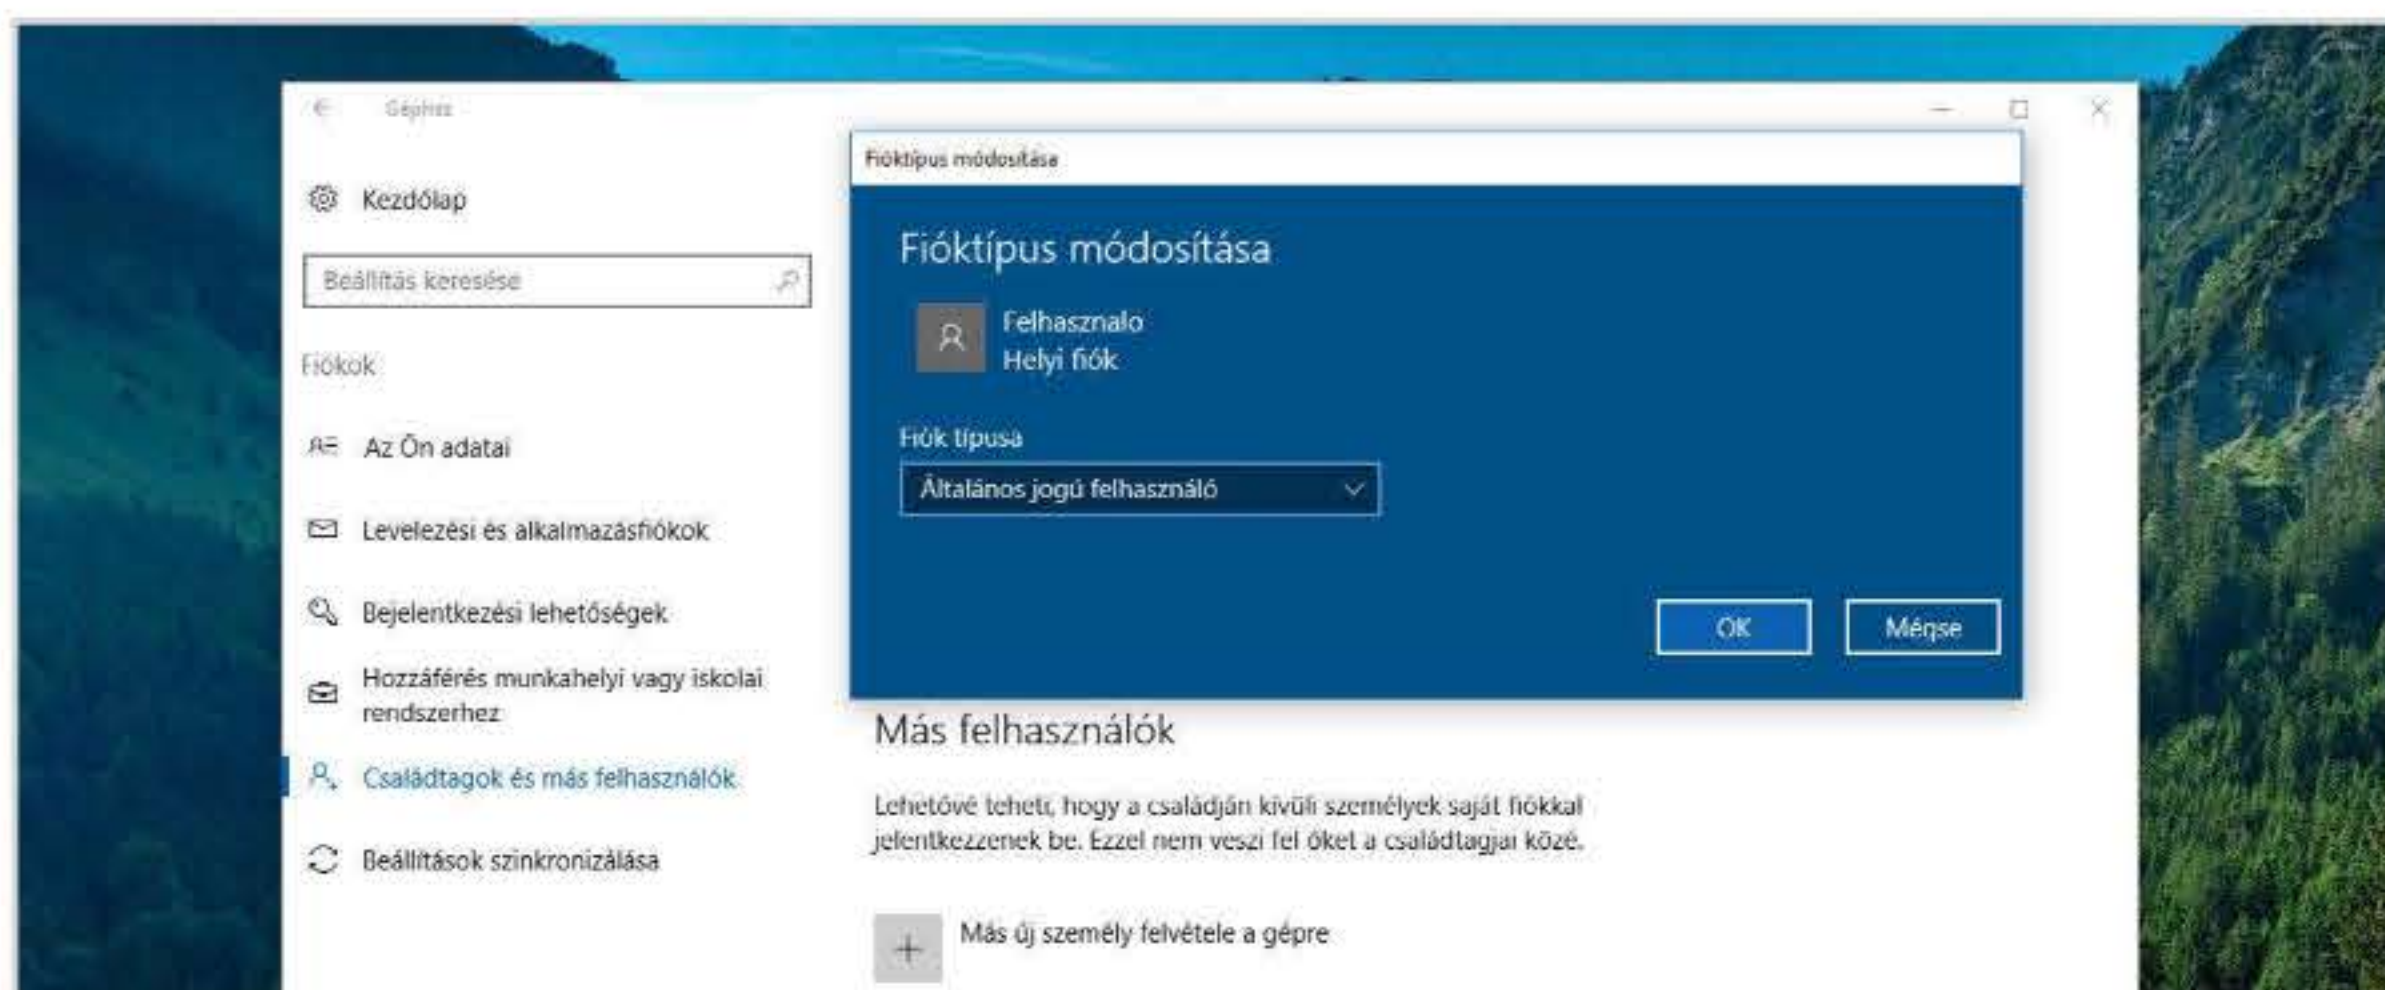 Kezdőlap
Beállítás keresése
Fiókok
Az Ön adatai
Levelezési és alkalmazásfiókok
Bejelentkezési lehetőségek
Hozzáférés munkahelyi vagy iskolai
rendszerhez
Családtagok és más felhasználók
Beállítások szinkronizálása
Fióktípus módosítása
Fióktípus módosítása
Felhasznalo
Helyi fiók
Fiók típusa
Általános jogú felhasználó
OK
Mégse
Más felhasználók
Lehetővé teheti, hogy a családján kívüli személyek saját fiókkal
jelentkezzenek be. Ezzel nem veszi fel őket a családtagjai közé.
Más új személy felvétele a gépre